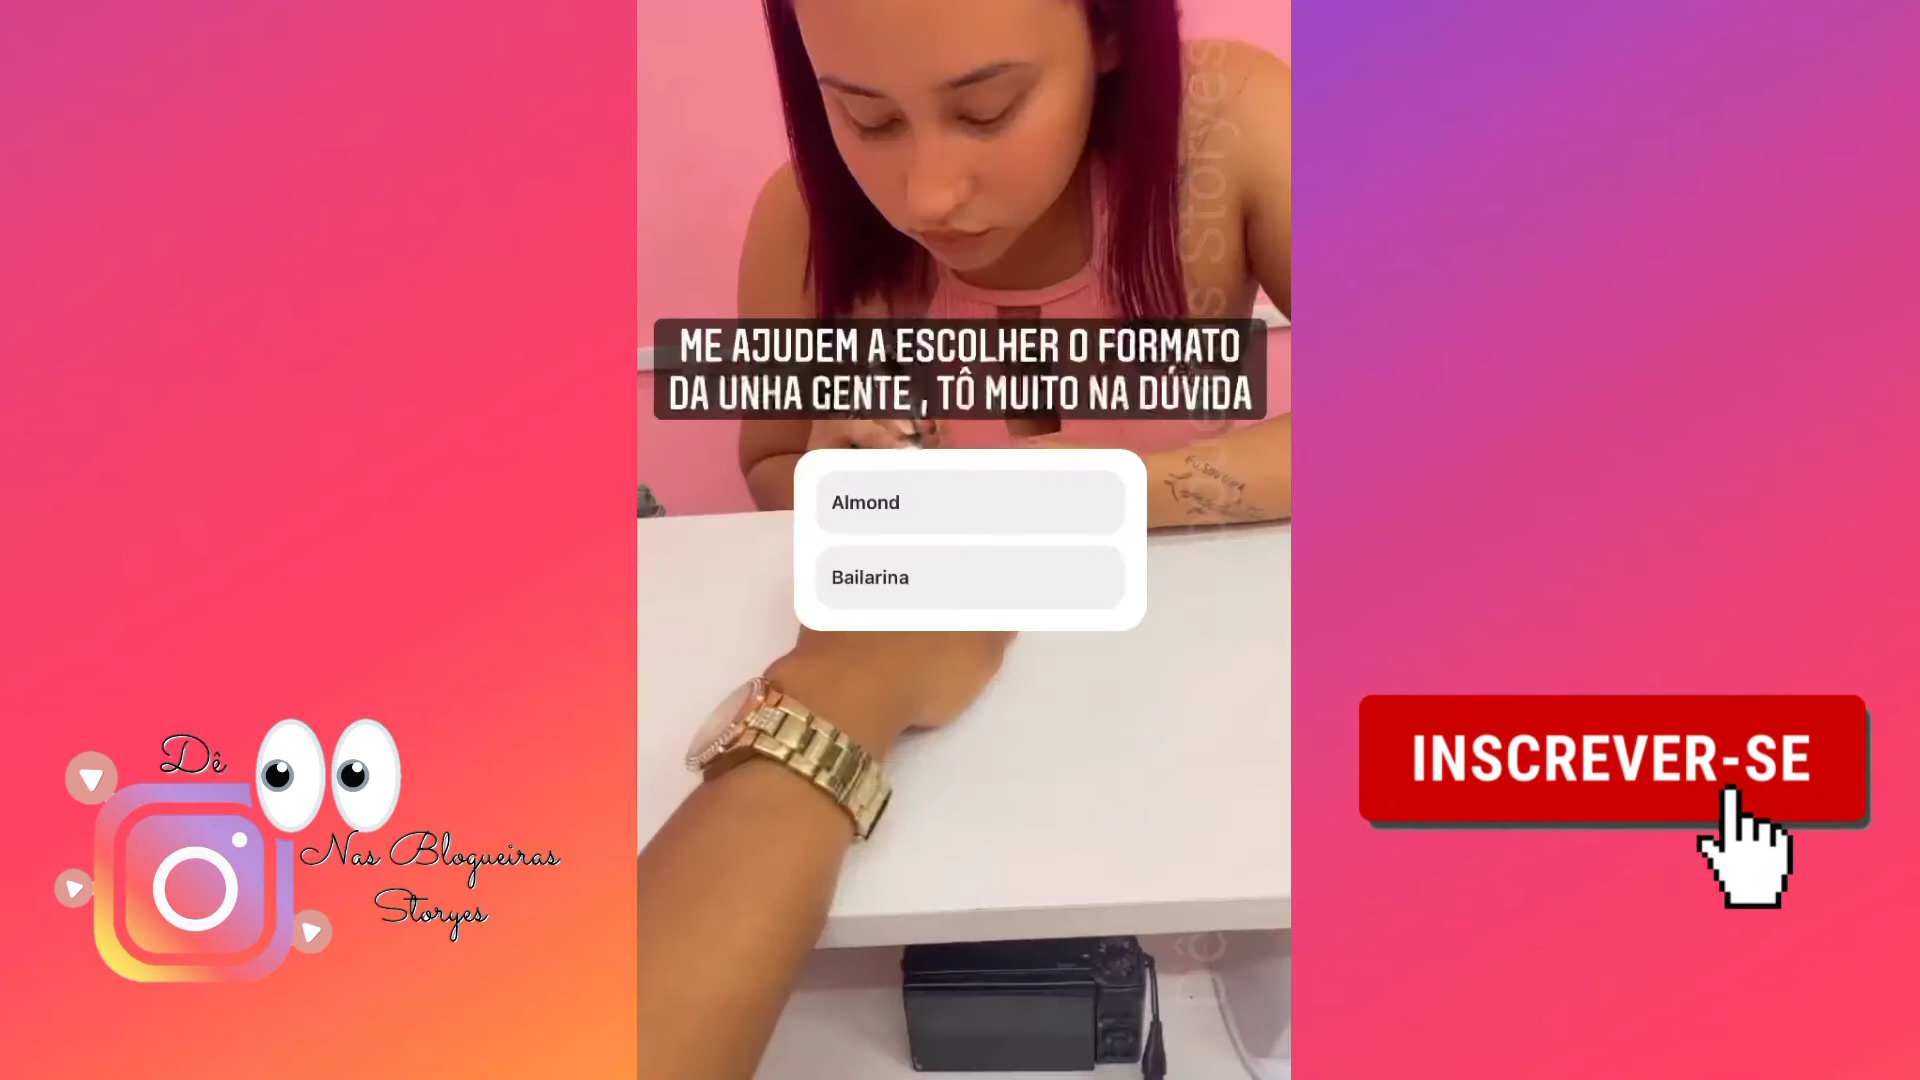 ME AJUDEM A ESCOLHER O FORMATO
DA UNHA GENTE , TÔ MUITO NA DÚVIDA
Almond
Bailarina
Dê
Nas Blogueiras
Storyes
INSCREVER-SE
Storyes